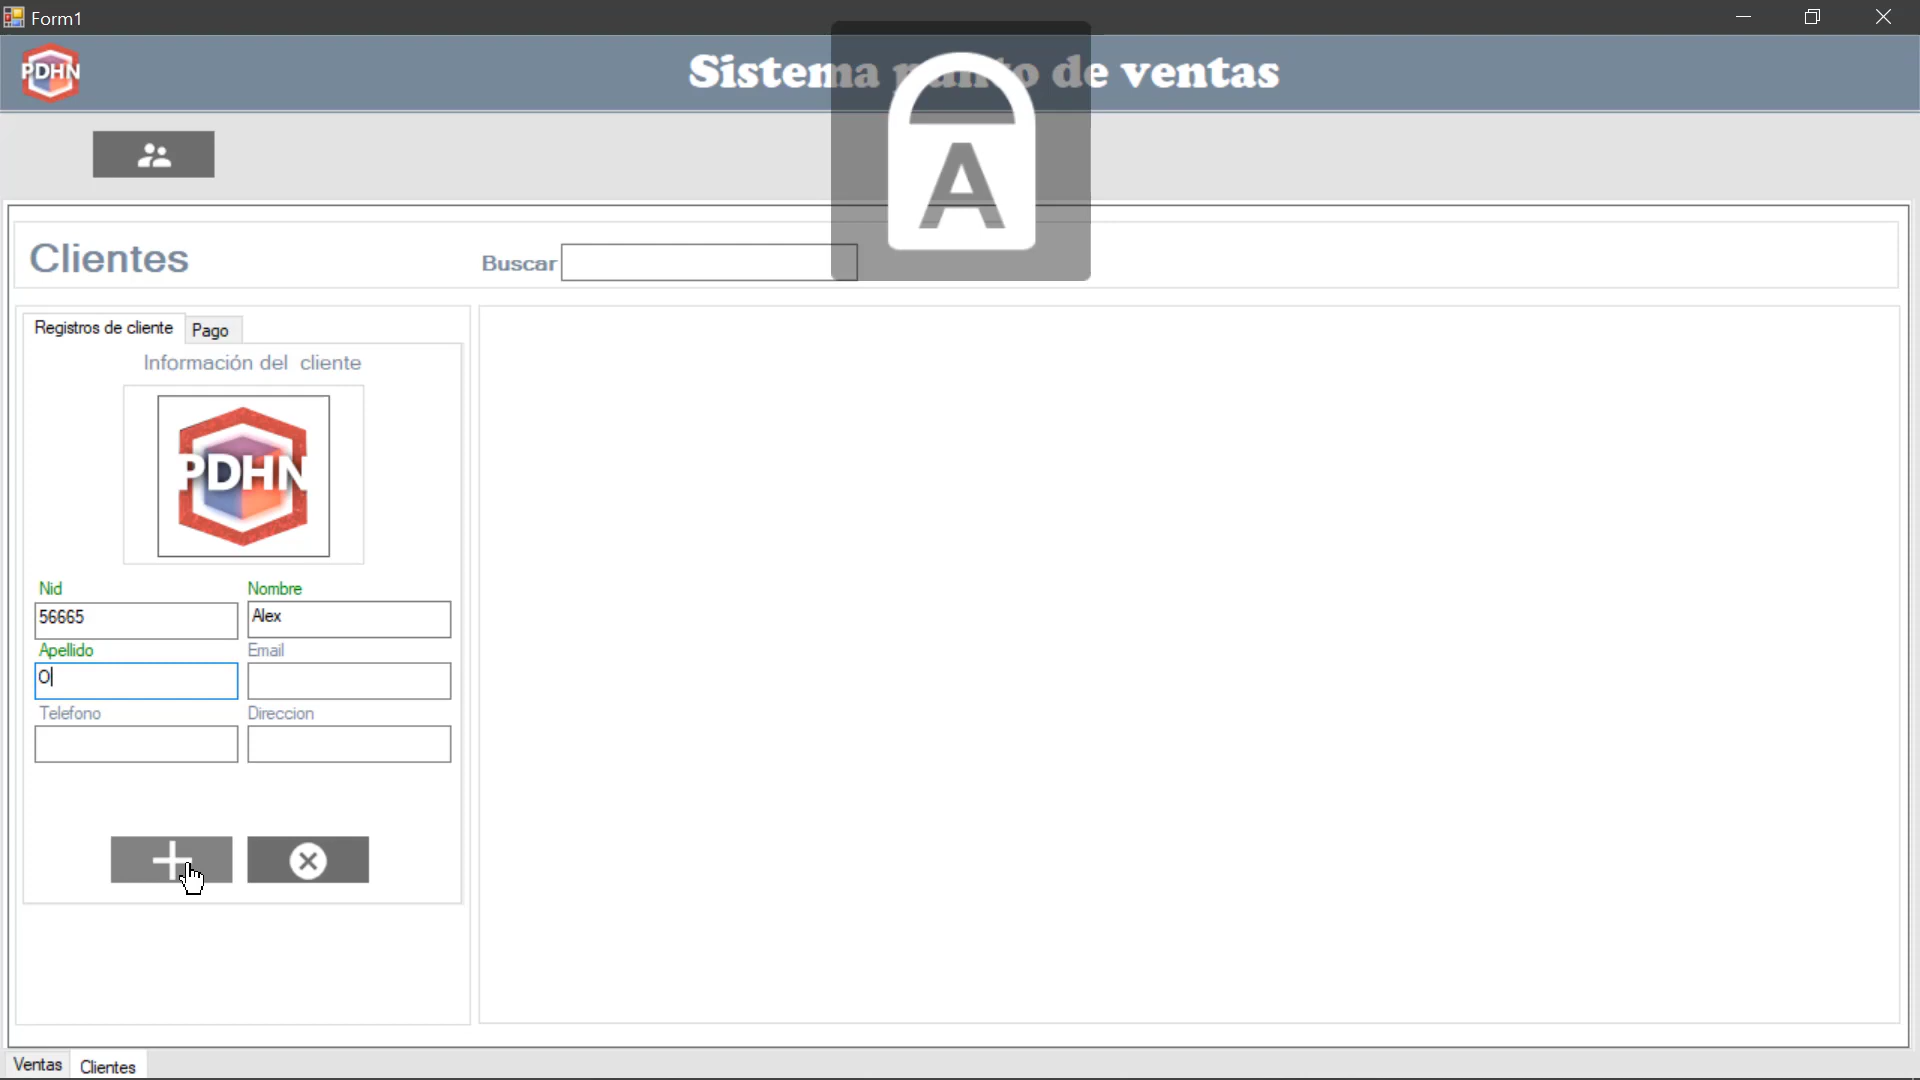 Form1
PDHN
Sistema punto de ventas
A
Clientes
Buscar
Registros de cliente
Pago
Información del cliente
PDHN
Nid
Nombre
56665
Alex
Apellido
Email
O
Telefono
Direccion
Ventas
Clientes